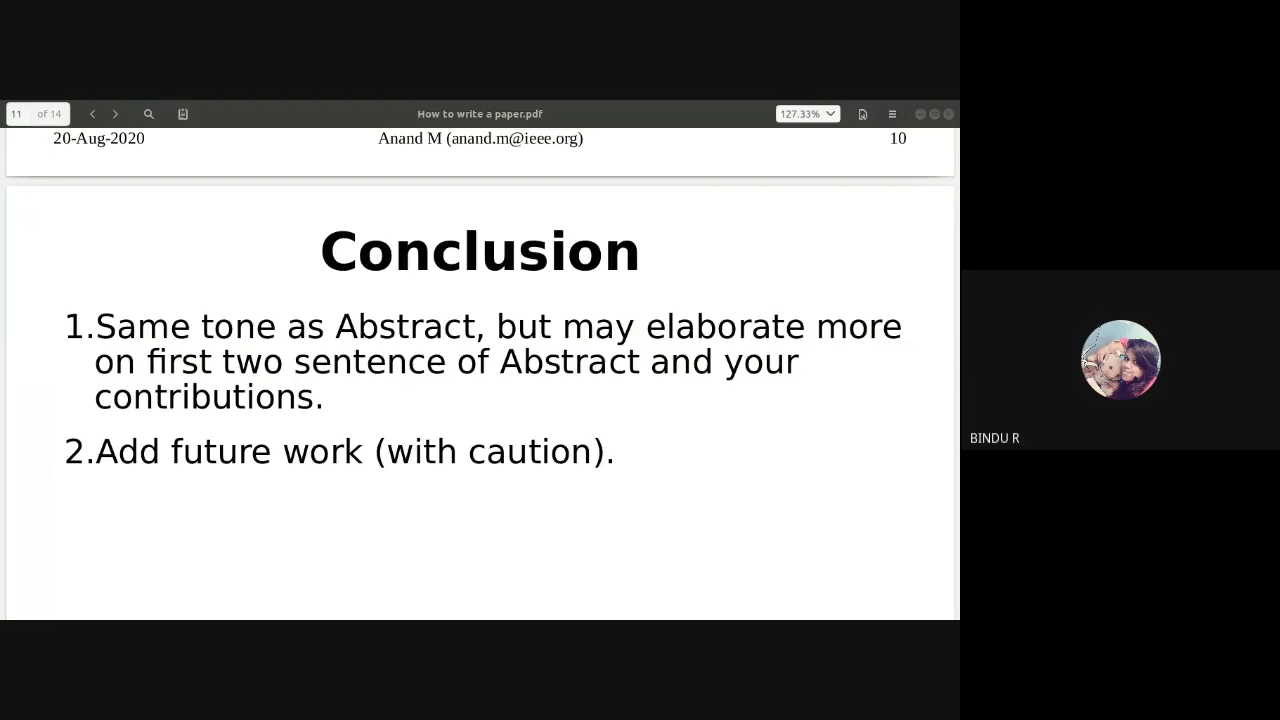 11 of 14
How to write a paper.pdf
127.33%
20-Aug-2020 Anand M (anand.m@ieee.org) 10
Conclusion
1.Same tone as Abstract, but may elaborate more
on first two sentence of Abstract and your
contributions.
2.Add future work (with caution).
BINDU R